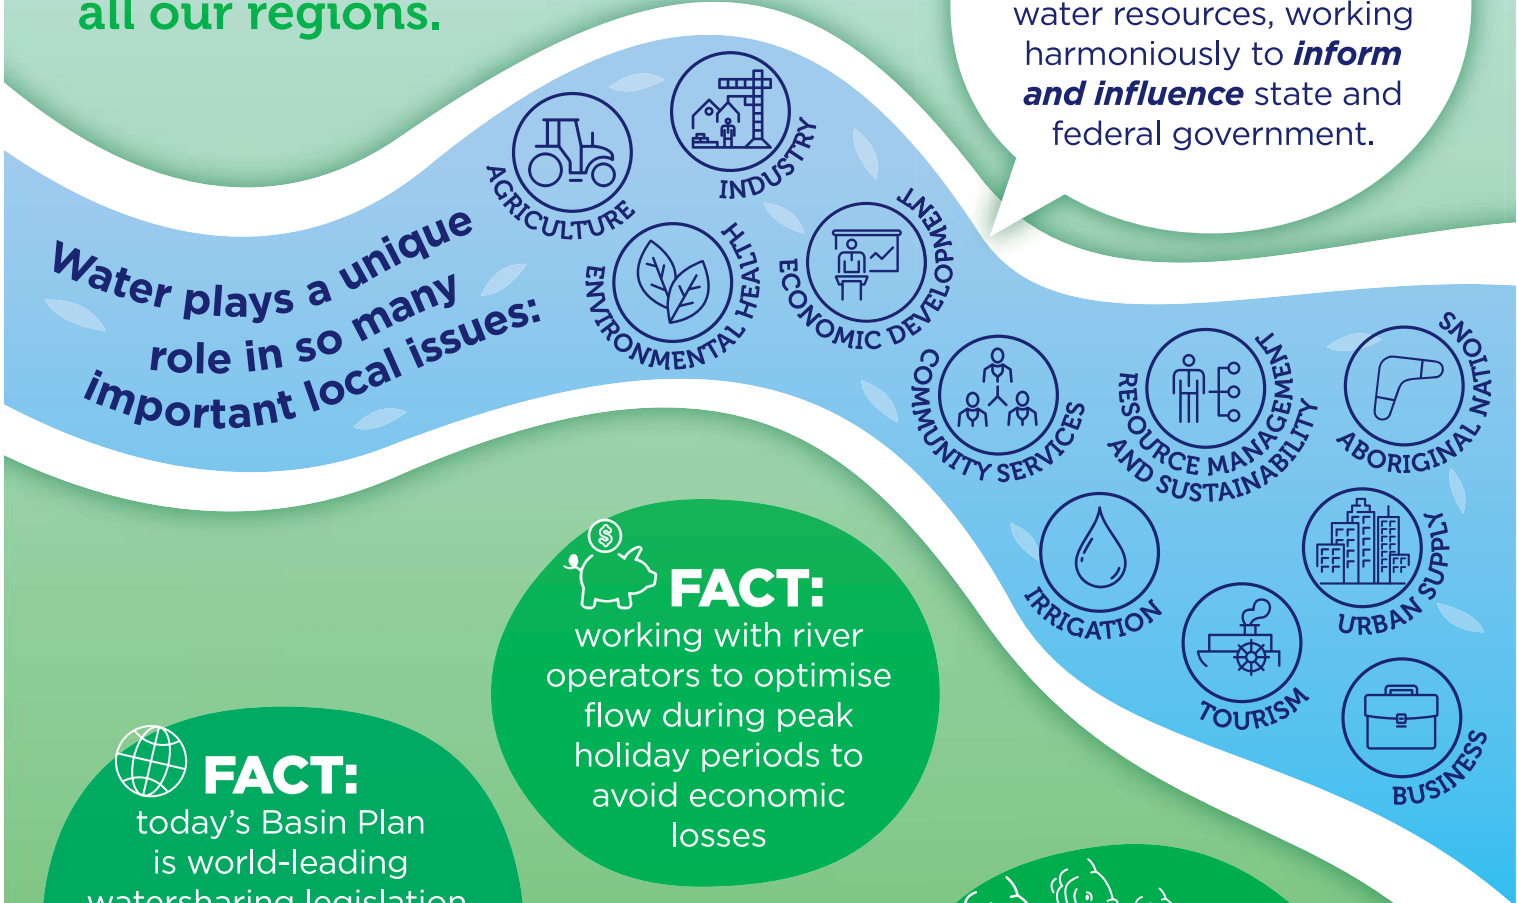 all our regions.
water resources, working
harmoniously to inform
and influence state and
federal government.
Water plays a unique
role in so many
important local issues:
AGRICULTURE
INDUSTRY
ENVIRONMENTAL HEALTH
ECONOMIC DEVELOPMENT
COMMUNITY SERVICES
RESOURCE MANAGEMENT
AND SUSTAINABILITY
ABORIGINAL NATIONS
IRRIGATION
URBAN SUPPLY
TOURISM
BUSINESS
$
FACT:
working with river
operators to optimise
flow during peak
holiday periods to
avoid economic
losses
FACT:
today's Basin Plan
is world-leading
watersharing legislation